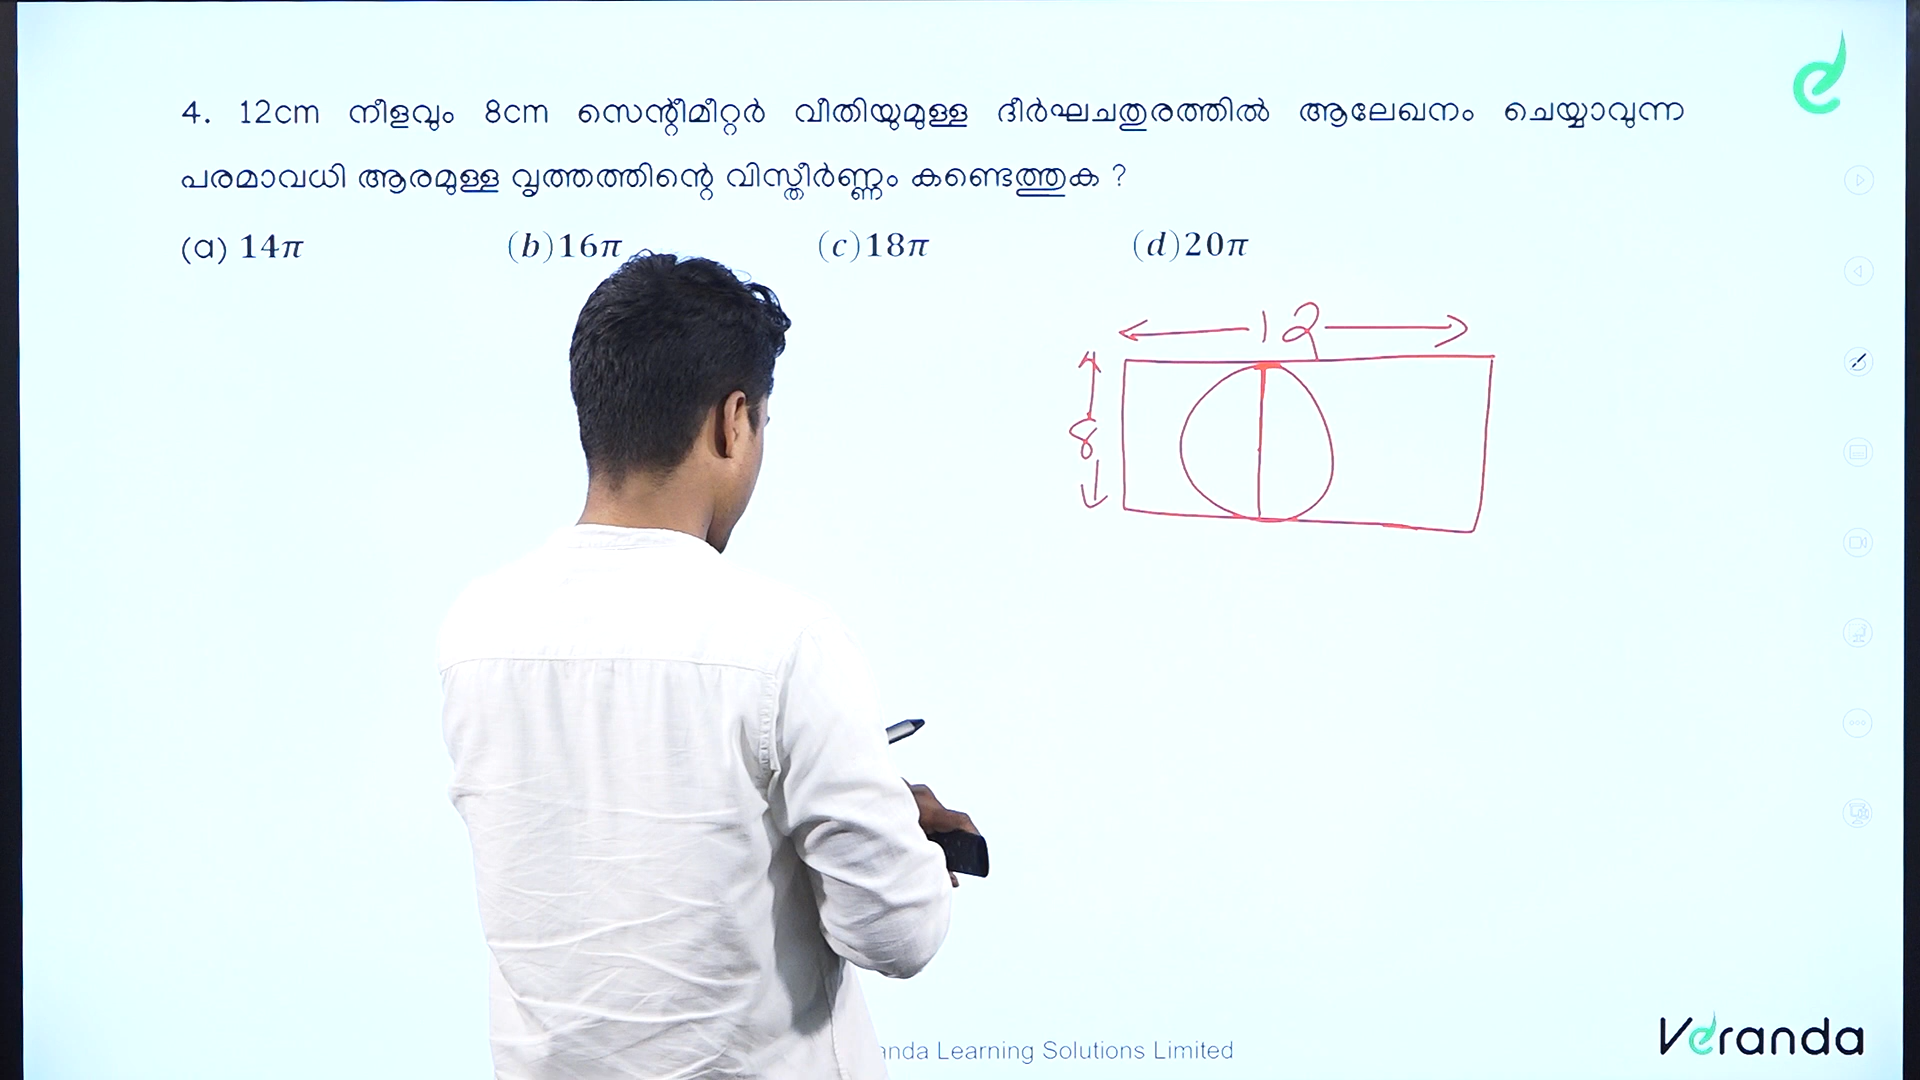 4. 12cm നീളവും 8cm സെന്റീമീറ്റർ വീതിയുമുള്ള ദീർഘചതുരത്തിൽ ആലേഖനം ചെയ്യാവുന്ന
പരമാവധി ആരമുള്ള വൃത്തത്തിന്റെ വിസ്തീർണ്ണം കണ്ടെത്തുക ?
(a) 14π (b)16π (c)18π (d)20π
12
8
Learning Solutions Limited
Veranda